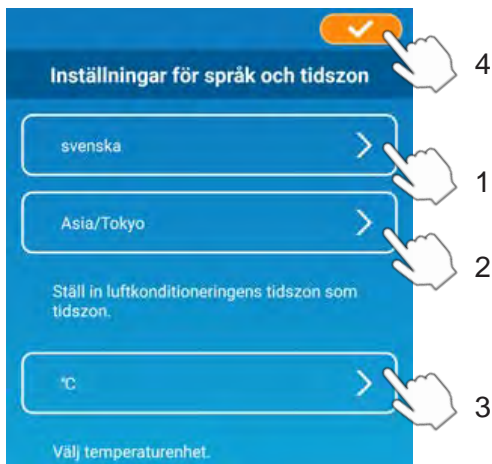 4
Inställningar för språk och tidszon
svenska
1
Asia/Tokyo
2
Ställ in luftkonditioneringens tidszon som
tidszon.
℃
3
Välj temperaturenhet.